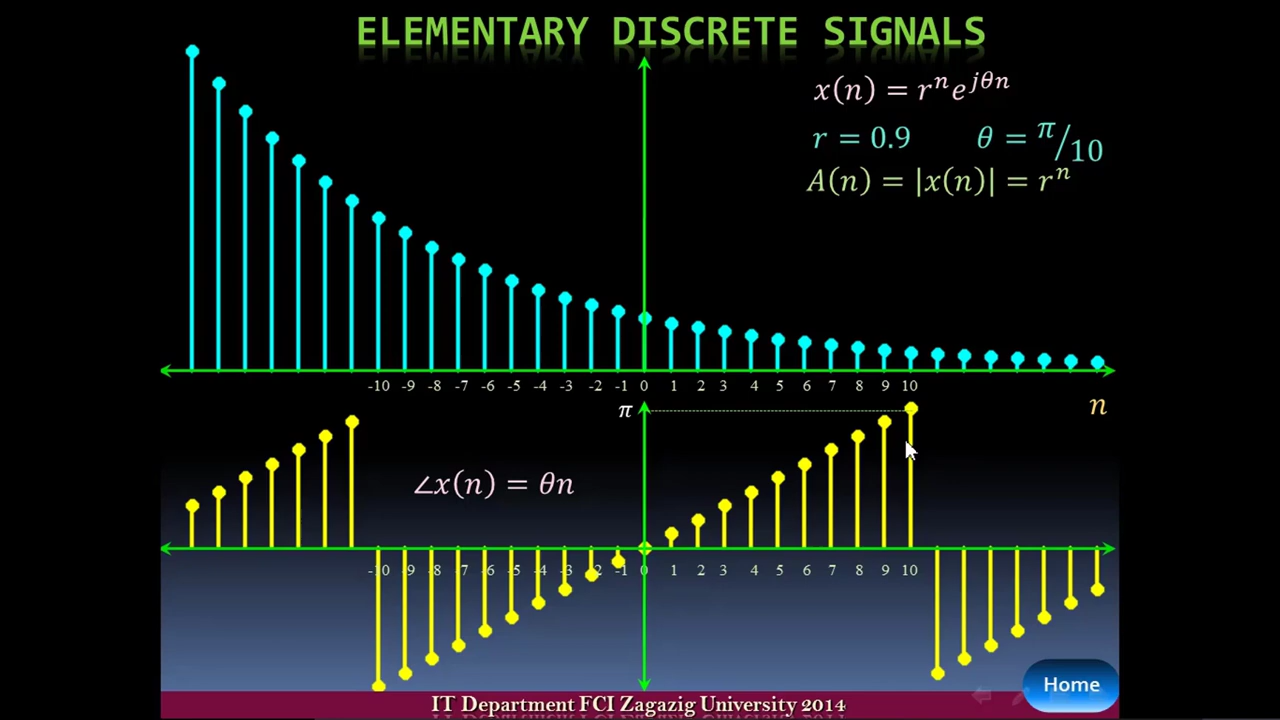 ELEMENTARY DISCRETE SIGNALS
x(n) = rⁿe^{jθn}
r = 0.9 θ = π/10
A(n) = |x(n)| = rⁿ
-10 -9 -8 -7 -6 -5 -4 -3 -2 -1 0 1 2 3 4 5 6 7 8 9 10
π
n
∠x(n) = θn
-10 -9 -8 -7 -6 -5 -4 -3 -2 -1 0 1 2 3 4 5 6 7 8 9 10
Home
IT Department FCI Zagazig University 2014